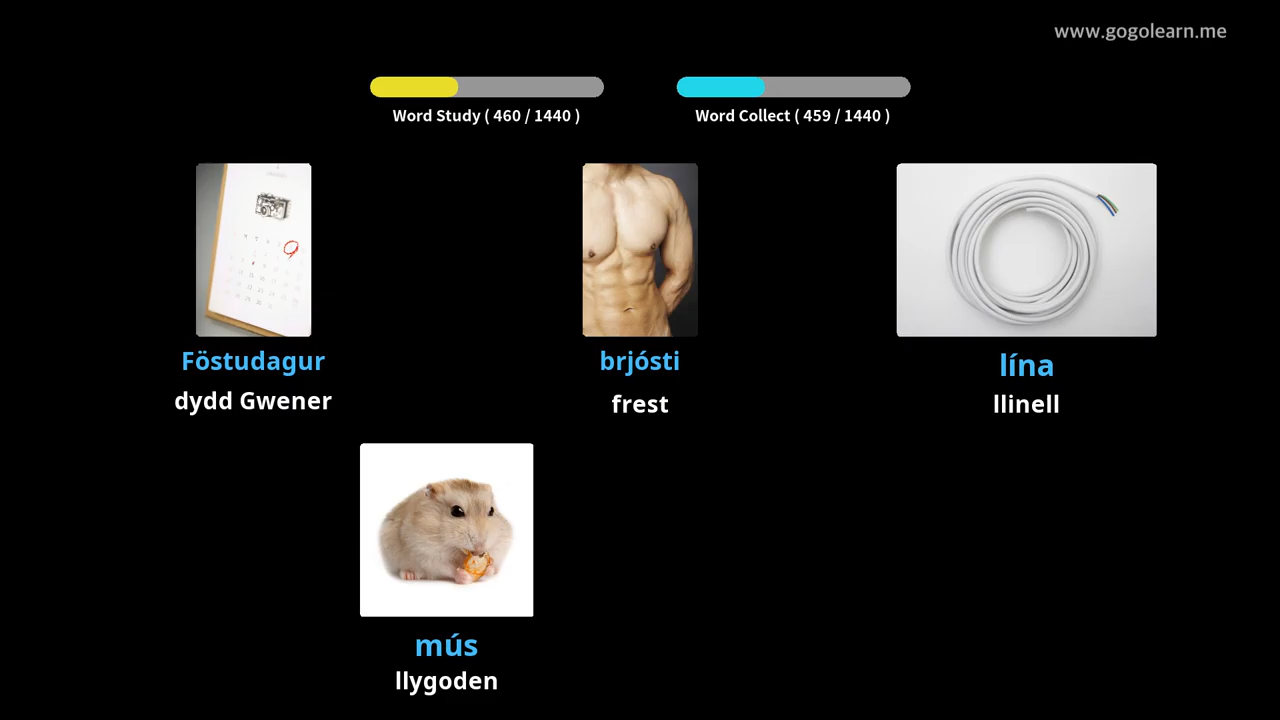 www.gogolearn.me
Word Study ( 460 / 1440 )
Word Collect ( 459 / 1440 )
Föstudagur
brjósti
lína
dydd Gwener
frest
llinell
mús
llygoden